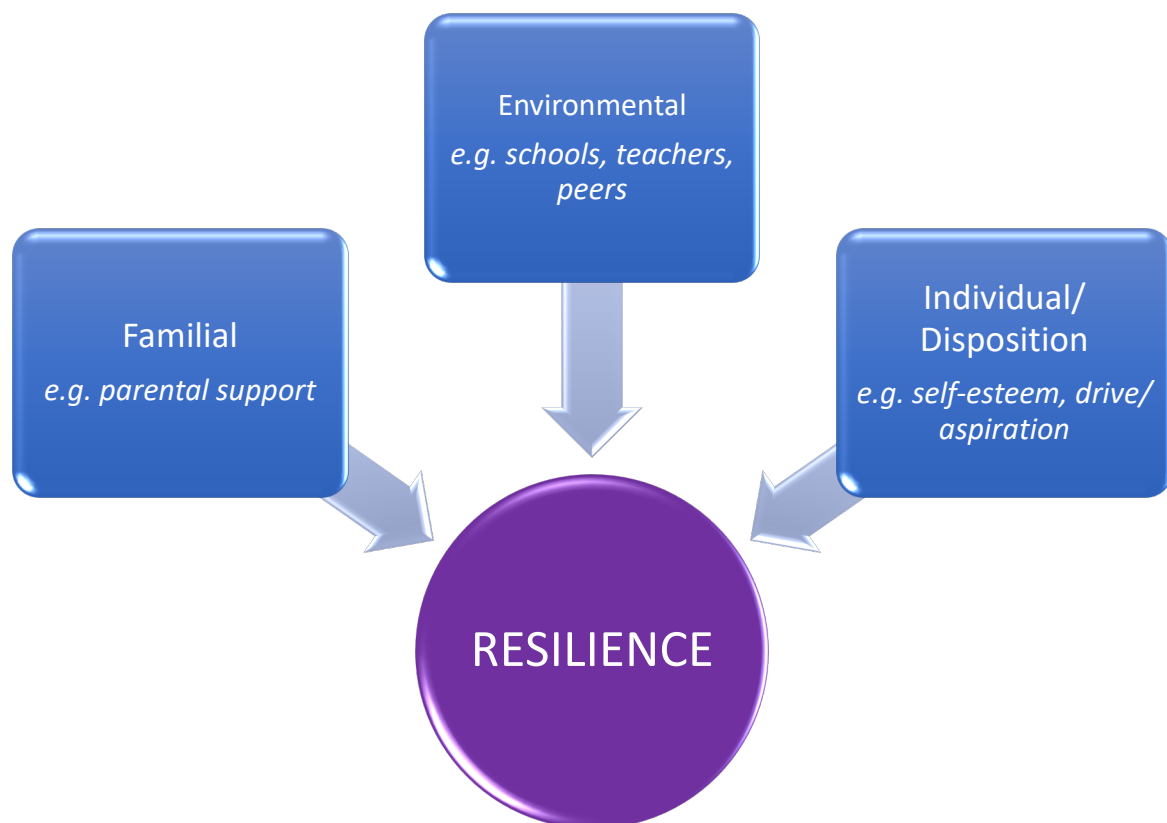 Environmental
e.g. schools, teachers,
peers
Familial
e.g. parental support
Individual/
Disposition
e.g. self-esteem, drive/
aspiration
RESILIENCE